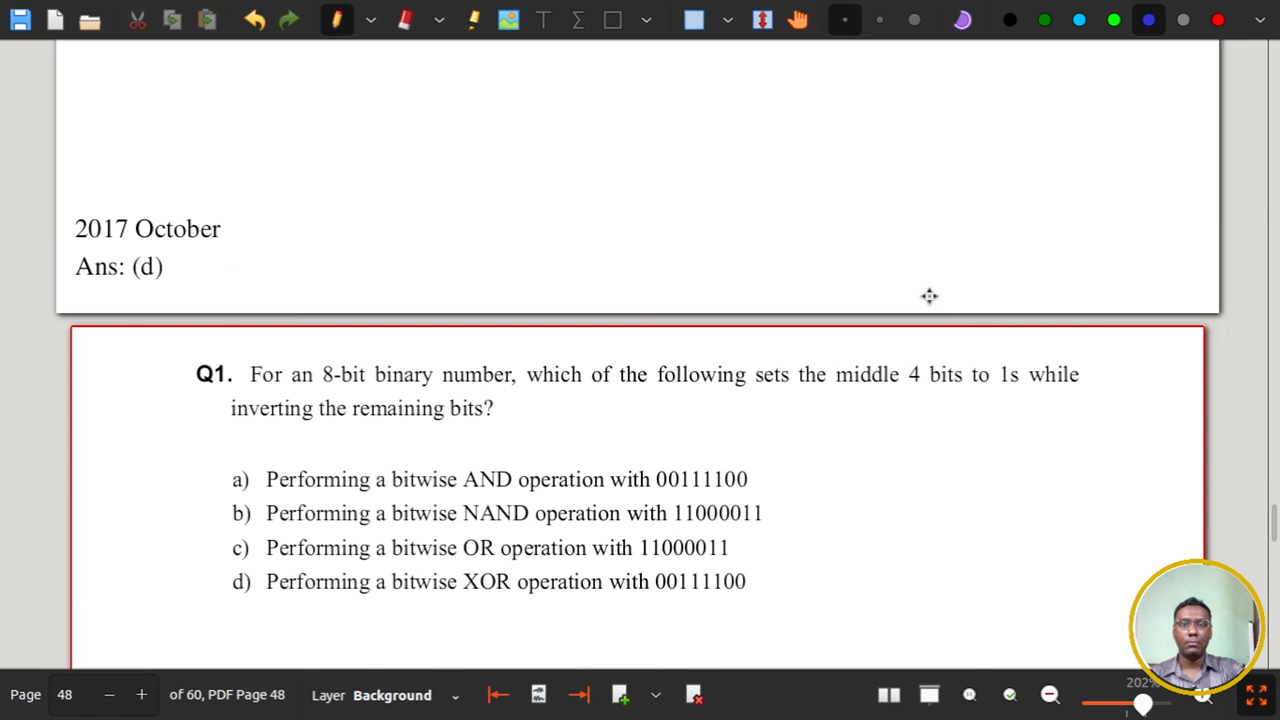 2017 October
Ans: (d)
Q1. For an 8-bit binary number, which of the following sets the middle 4 bits to 1s while
inverting the remaining bits?
a) Performing a bitwise AND operation with 00111100
b) Performing a bitwise NAND operation with 11000011
c) Performing a bitwise OR operation with 11000011
d) Performing a bitwise XOR operation with 00111100
202%
Page 48 of 60, PDF Page 48 Layer Background